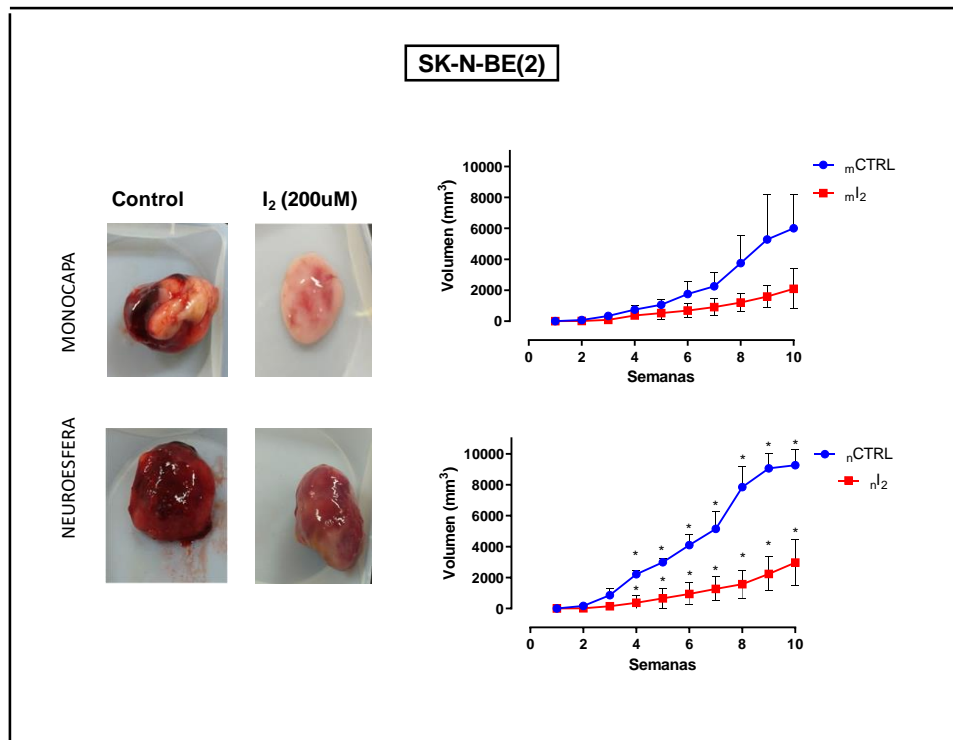 SK-N-BE(2)
Control
I₂ (200uM)
MONOCAPA
NEUROESFERA
Volumen (mm³)
10000
8000
6000
4000
2000
0
0 2 4 6 8 10
Semanas
mCTRL
mI₂
Volumen (mm³)
10000
8000
6000
4000
2000
0
* * * * * * *
* * * * * * *
0 2 4 6 8 10
Semanas
nCTRL
nI₂